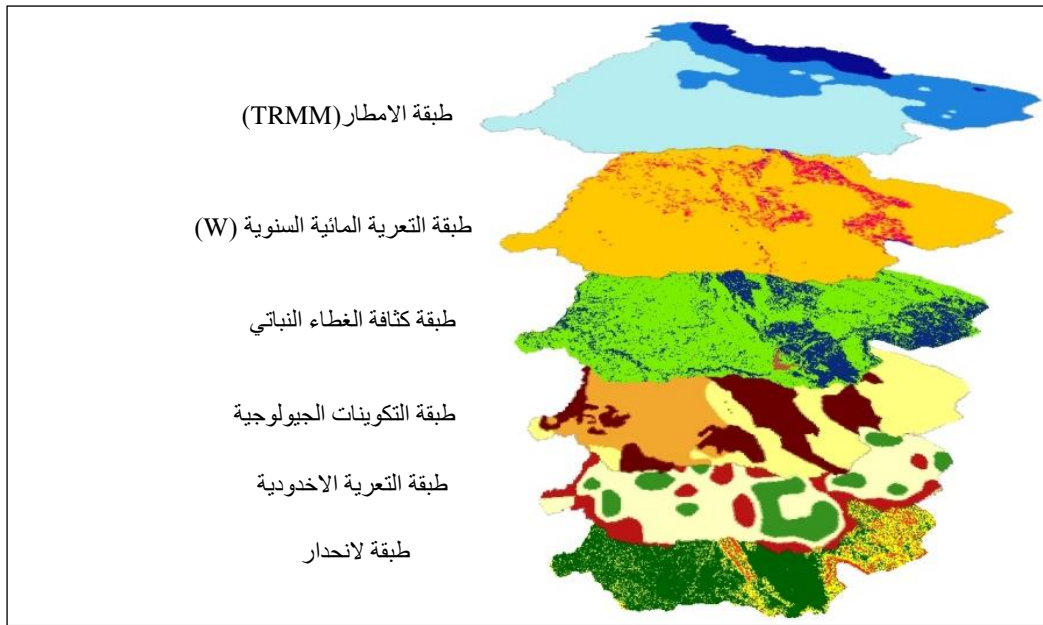 طبقة الامطار(TRMM)
طبقة التعرية المائية السنوية (W)
طبقة كثافة الغطاء النباتي
طبقة التكوينات الجيولوجية
طبقة التعرية الاخدودية
طبقة لانحدار